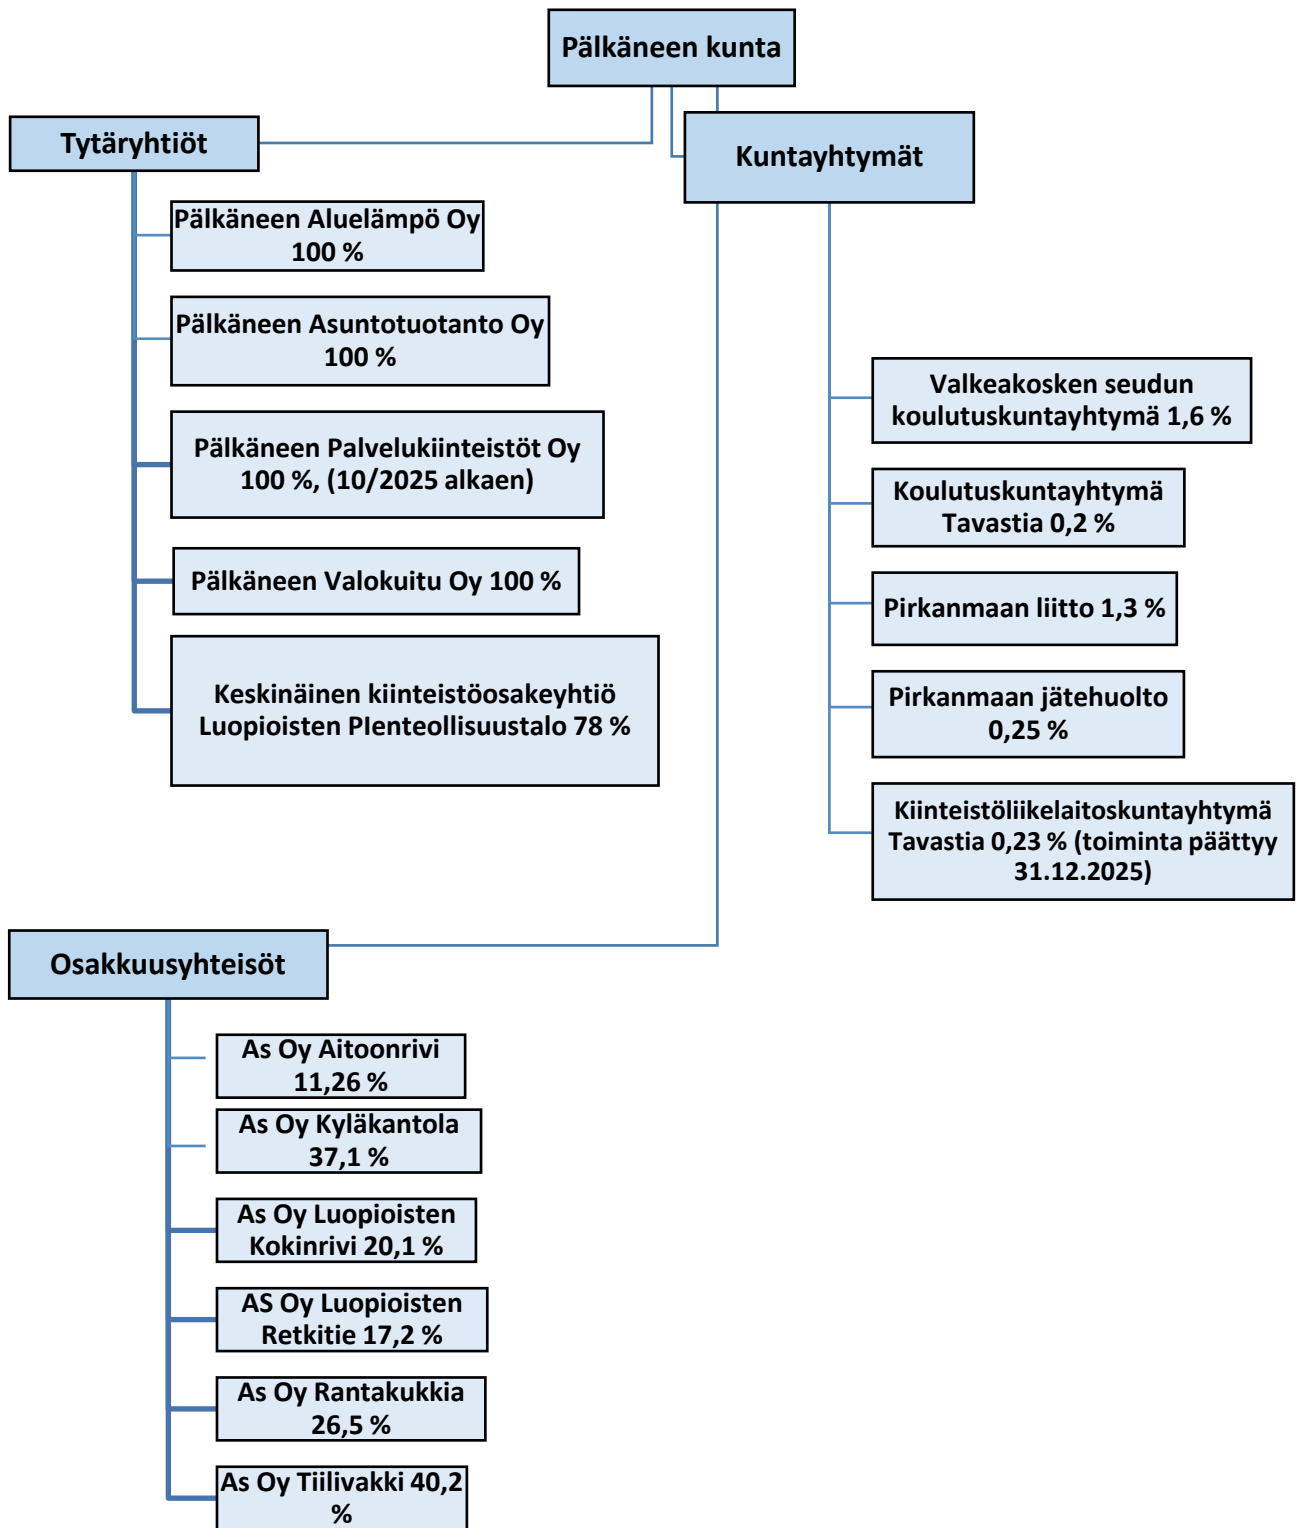 Pälkäneen kunta
Tytäryhtiöt
Pälkäneen Aluelämpö Oy
100 %
Pälkäneen Asuntotuotanto Oy
100 %
Pälkäneen Palvelukiinteistöt Oy
100 %, (10/2025 alkaen)
Pälkäneen Valokuitu Oy 100 %
Keskinäinen kiinteistöosakeyhtiö
Luopioisten PIenteollisuustalo 78 %
Kuntayhtymät
Valkeakosken seudun
koulutuskuntayhtymä 1,6 %
Koulutuskuntayhtymä
Tavastia 0,2 %
Pirkanmaan liitto 1,3 %
Pirkanmaan jätehuolto
0,25 %
Kiinteistöliikelaitoskuntayhtymä
Tavastia 0,23 % (toiminta päättyy
31.12.2025)
Osakkuusyhteisöt
As Oy Aitoonrivi
11,26 %
As Oy Kyläkantola
37,1 %
As Oy Luopioisten
Kokinrivi 20,1 %
AS Oy Luopioisten
Retkitie 17,2 %
As Oy Rantakukkia
26,5 %
As Oy Tiilivakki 40,2
%